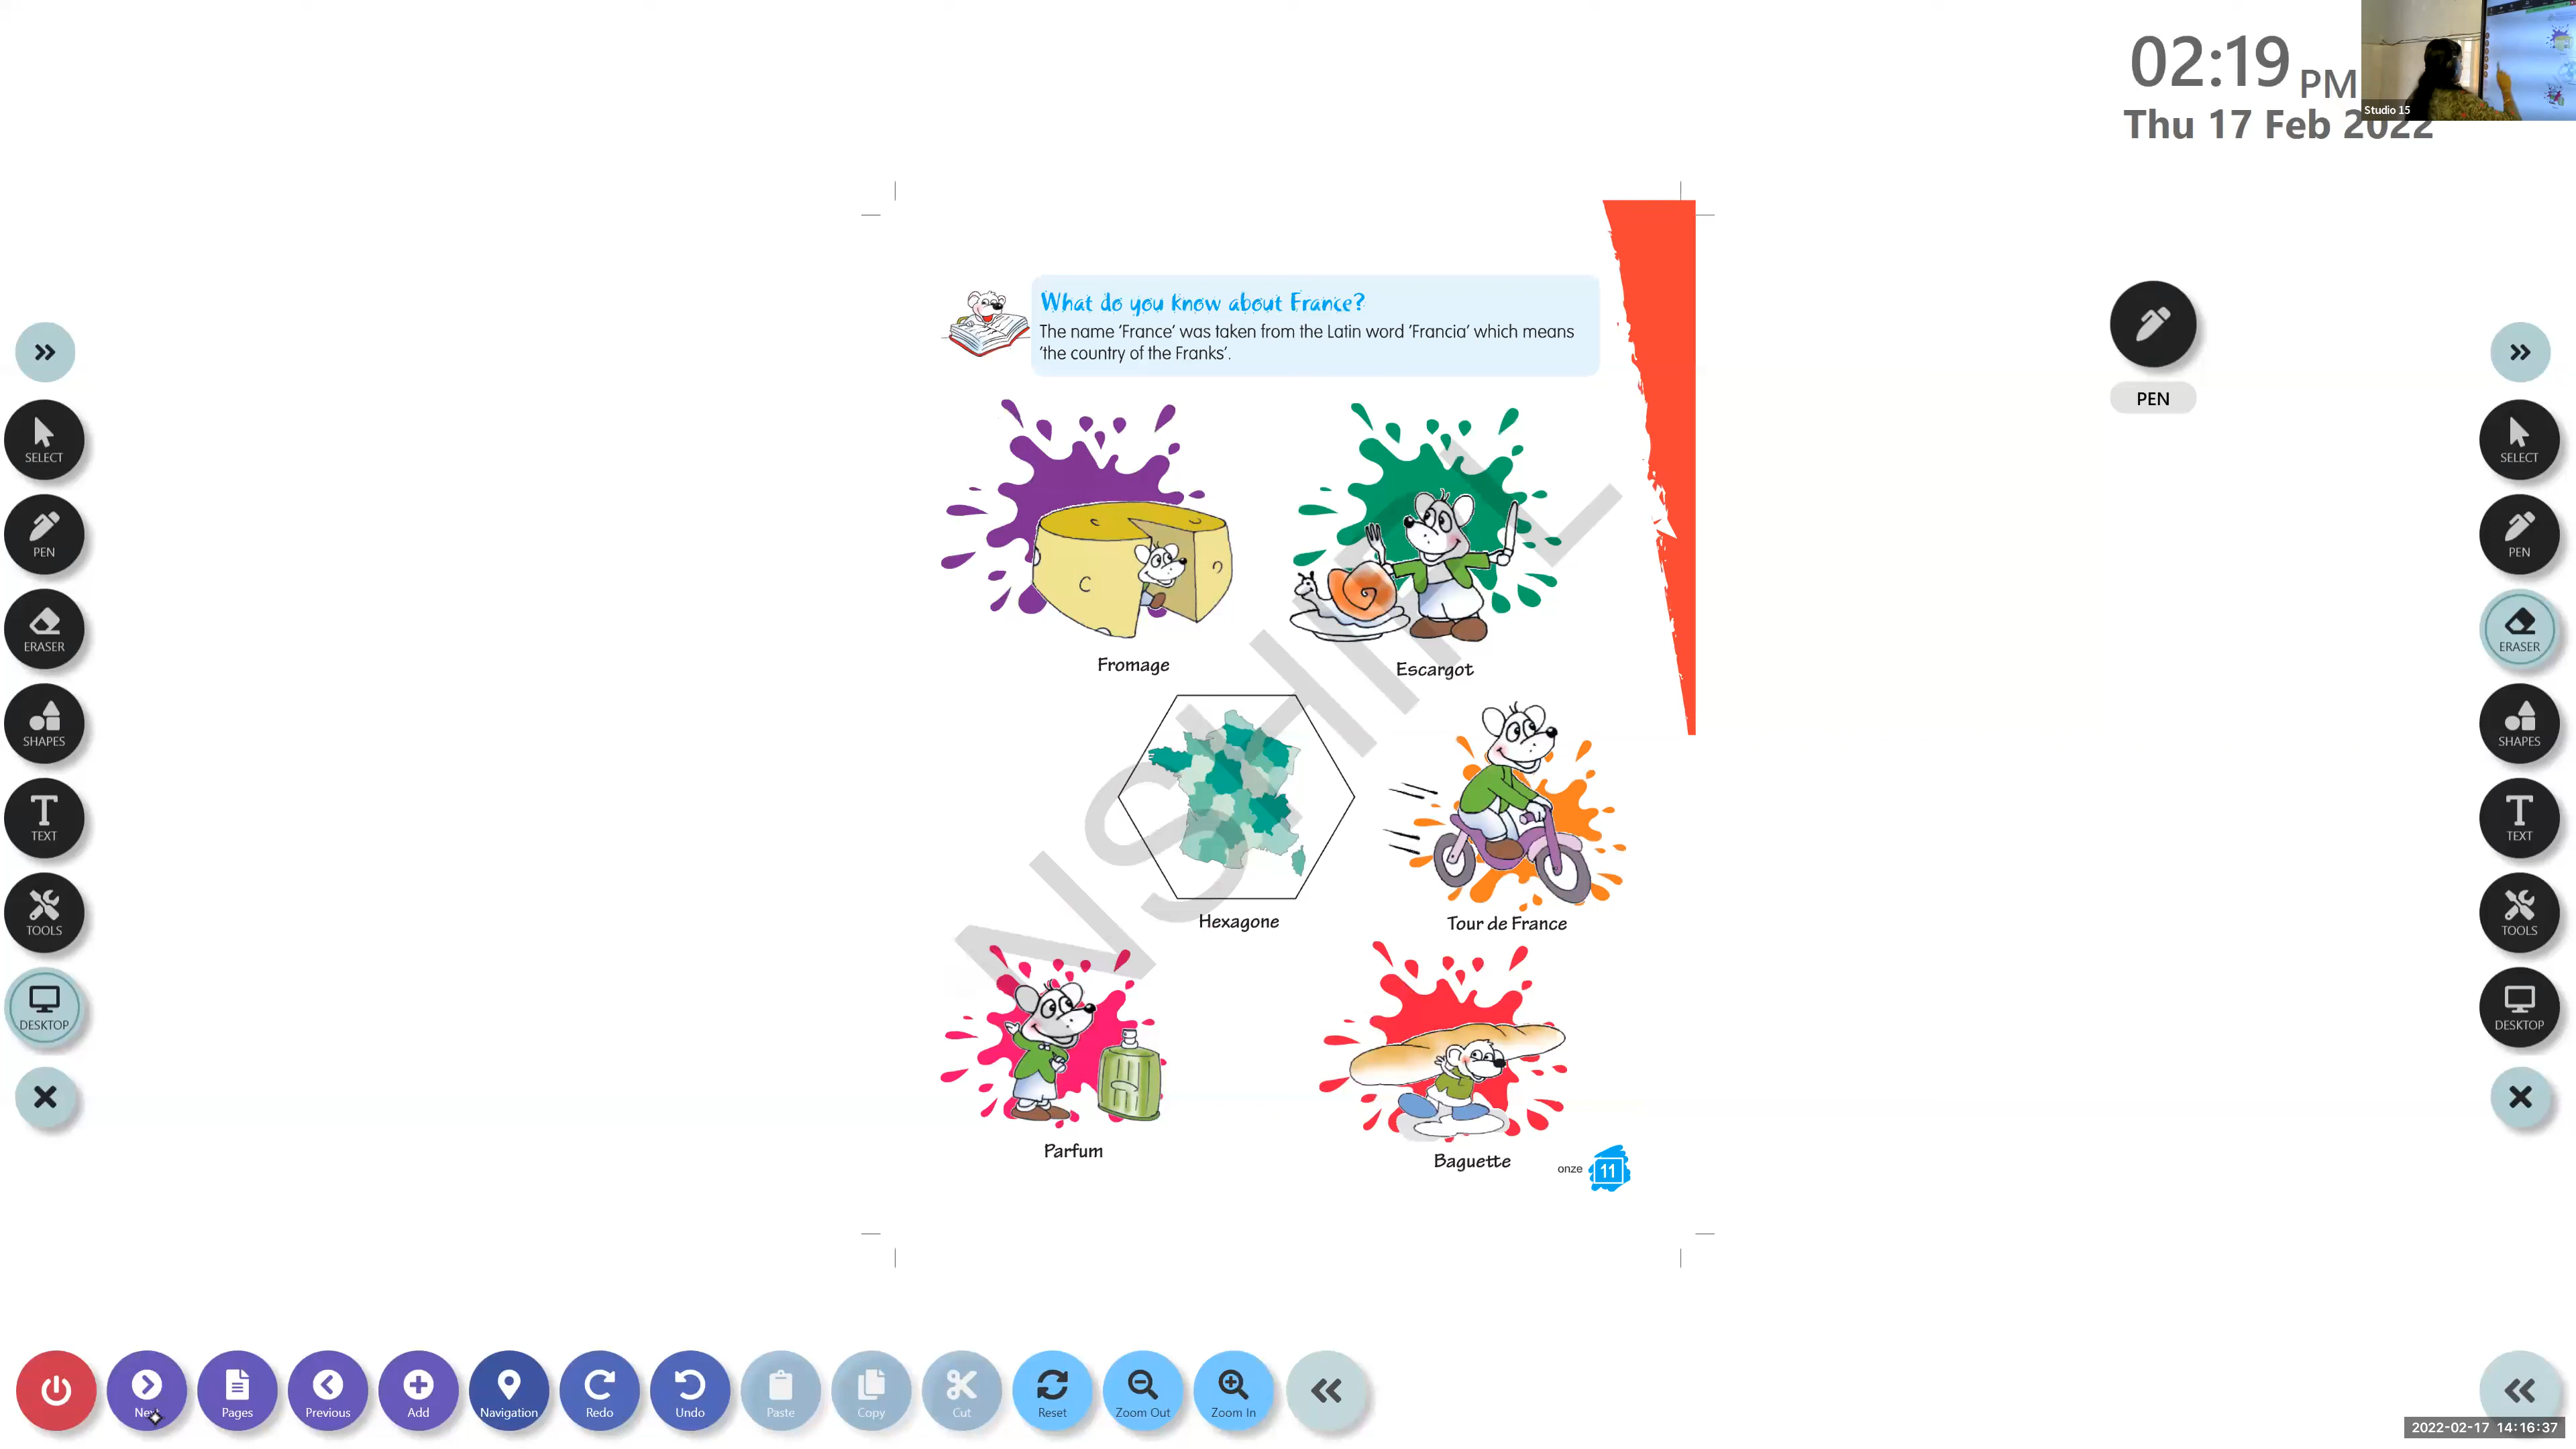 02:19 PM
Thu 17 Feb 2022
Studio 15
What do you know about France?
The name 'France' was taken from the Latin word 'Francia' which means
'the country of the Franks'.
PEN
SELECT
PEN
ERASER
SHAPES
TEXT
TOOLS
DESKTOP
SELECT
PEN
ERASER
SHAPES
TEXT
TOOLS
DESKTOP
Fromage
Escargot
Hexagone
Tour de France
Parfum
Baguette
onze 11
NSHIEL
Pages
Previous
Add
Navigation
Redo
Undo
Paste
Copy
Cut
Reset
Zoom Out
Zoom In
2022-02-17 14:16:37